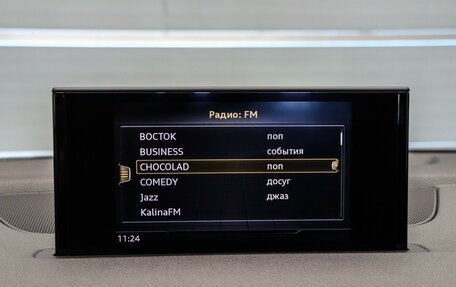 Радио: FM
ВОСТОК поп
BUSINESS события
CHOCOLAD поп
COMEDY досуг
Jazz джаз
KalinaFM
11:24